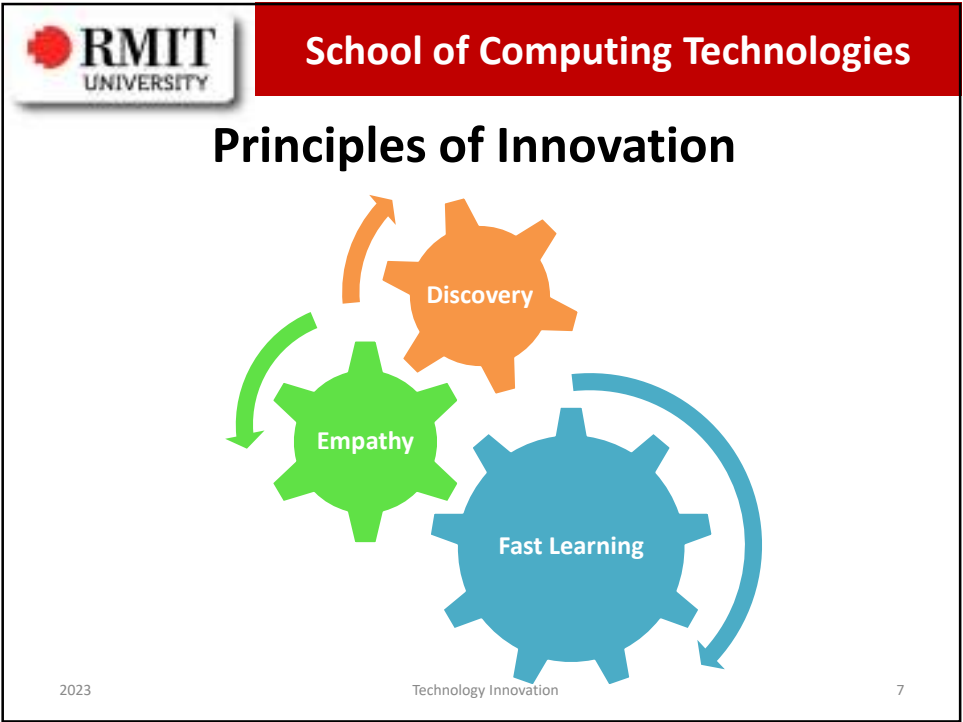 RMIT
UNIVERSITY
School of Computing Technologies
Principles of Innovation
Discovery
Empathy
Fast Learning
2023
Technology Innovation
7